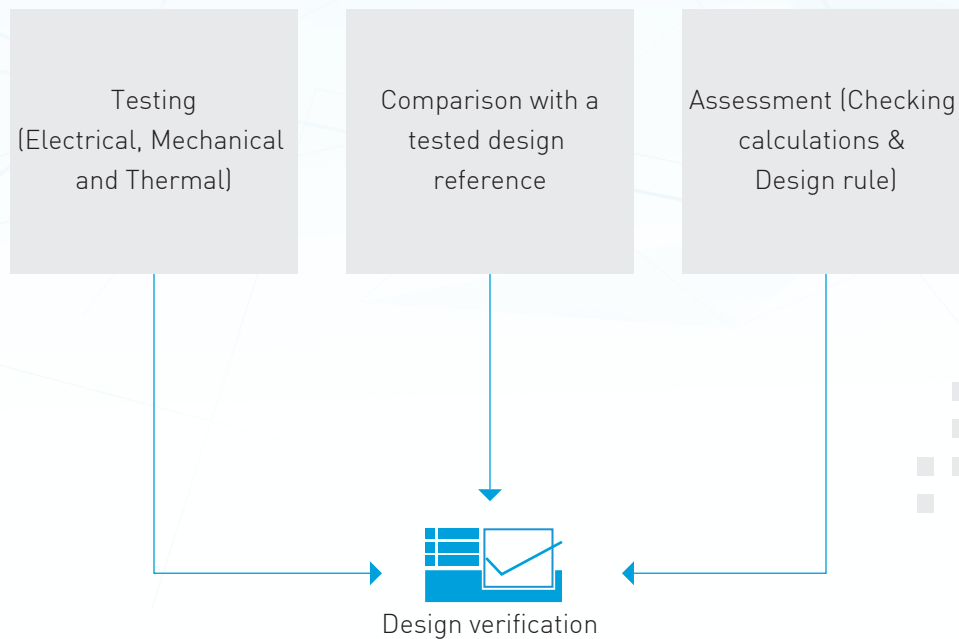 Testing
(Electrical, Mechanical
and Thermal)
Comparison with a
tested design
reference
Assessment (Checking
calculations &
Design rule)
Design verification